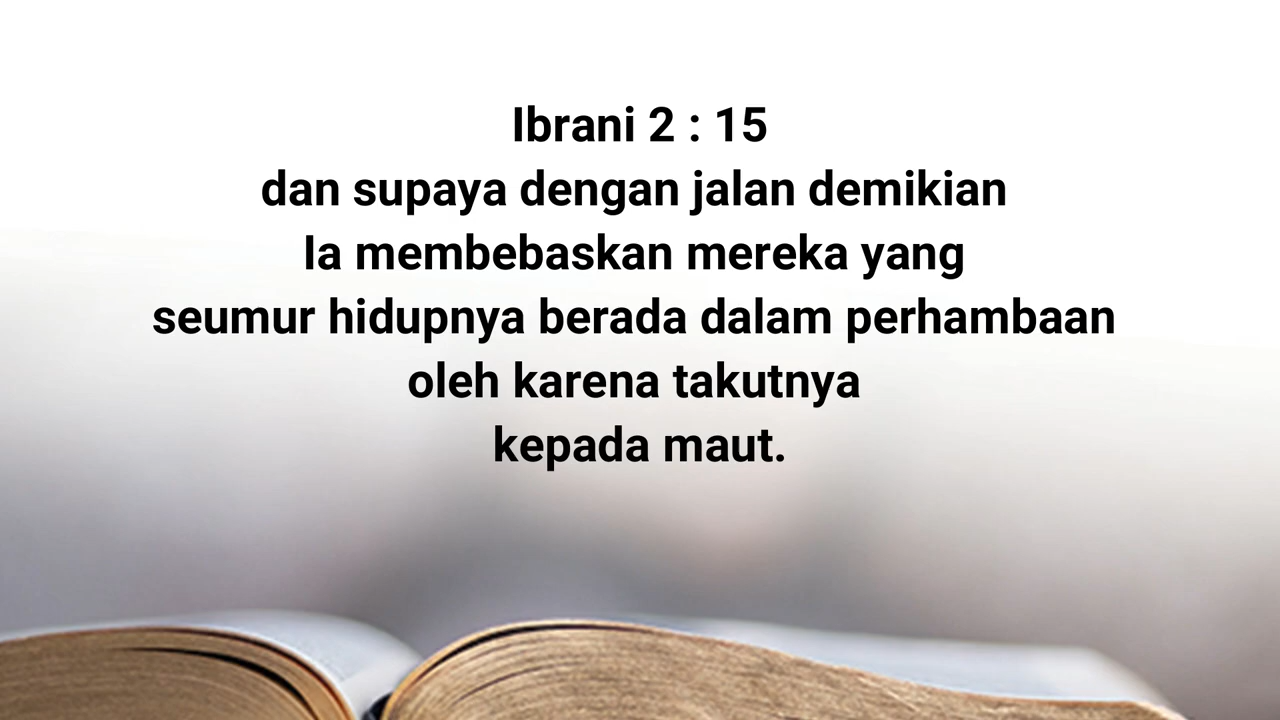 Ibrani 2 : 15
dan supaya dengan jalan demikian
Ia membebaskan mereka yang
seumur hidupnya berada dalam perhambaan
oleh karena takutnya
kepada maut.